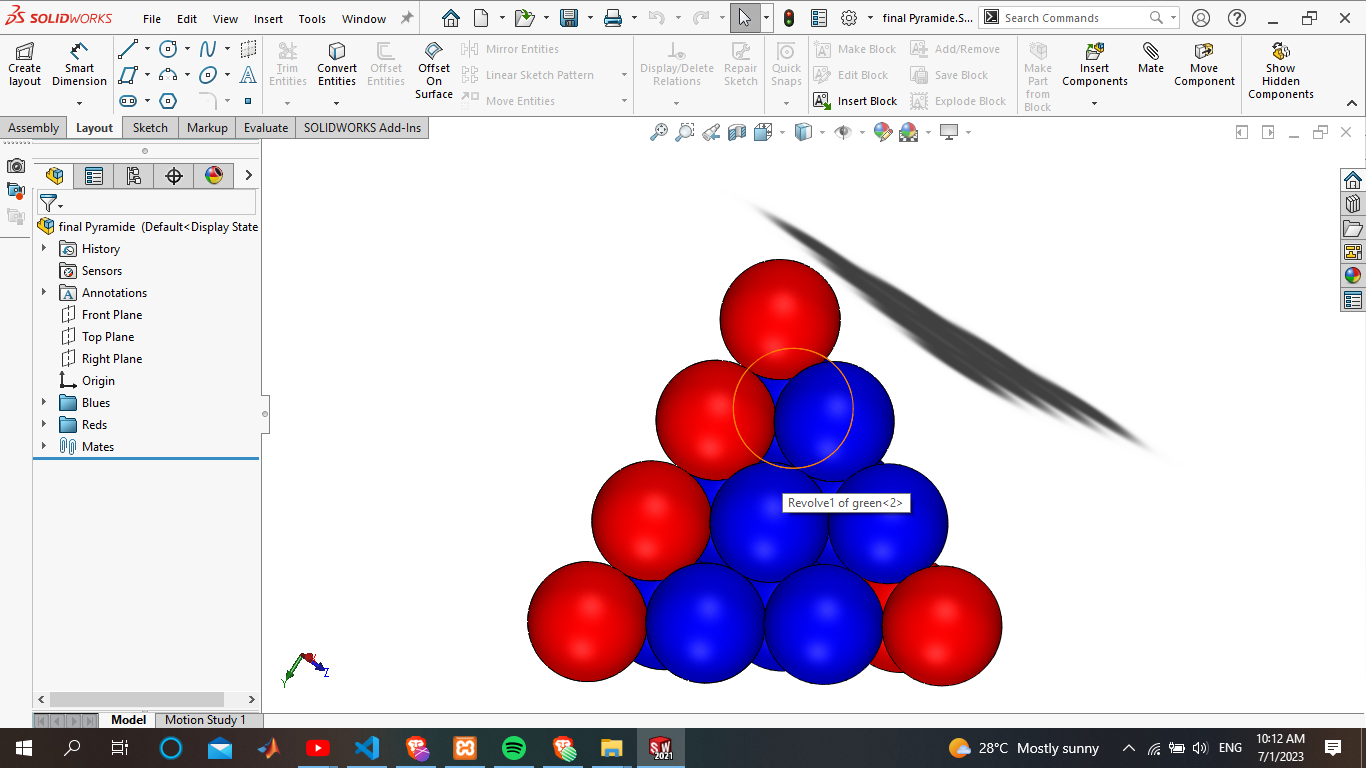 SOLIDWORKS File Edit View Insert Tools Window final Pyramide.S... Search Commands
Create layout
Smart Dimension
Trim Entities
Convert Entities
Offset Entities
Offset On Surface
Mirror Entities
Linear Sketch Pattern
Move Entities
Display/Delete Relations
Repair Sketch
Quick Snaps
Make Block
Edit Block
Insert Block
Add/Remove
Save Block
Explode Block
Make Part from Block
Insert Components
Mate
Move Component
Show Hidden Components
Assembly Layout Sketch Markup Evaluate SOLIDWORKS Add-Ins
final Pyramide (Default<Display State
History
Sensors
A Annotations
Front Plane
Top Plane
Right Plane
Origin
Blues
Reds
Mates
Revolve1 of green<2>
Y Z
Model Motion Study 1
SW 2021
28°C Mostly sunny ENG
10:12 AM
7/1/2023